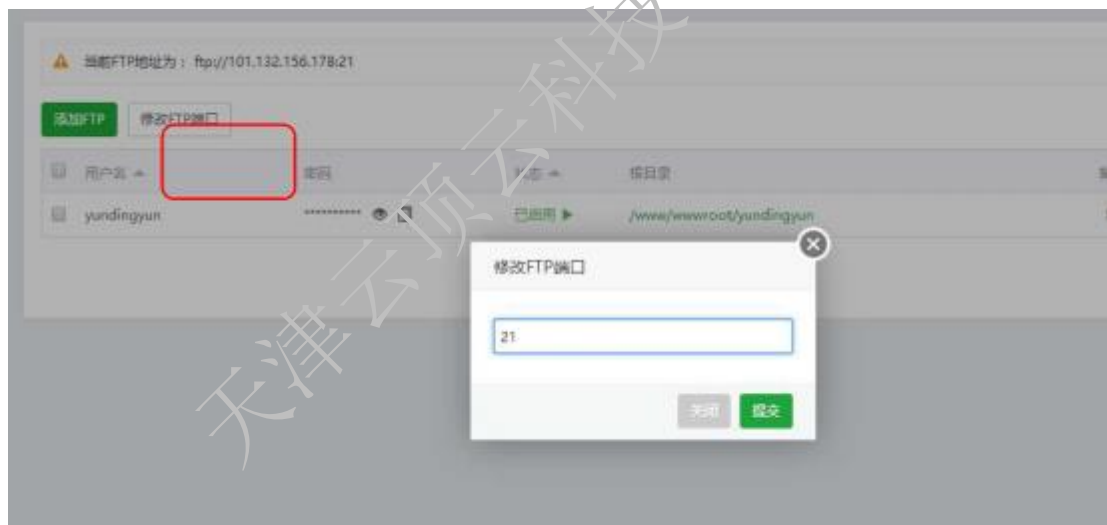 当前FTP地址为： ftp://101.132.156.178:21
添加FTP 修改FTP端口
用户名 密码 状态 根目录
yundingyun ********** 已启用 /www/wwwroot/yundingyun
修改FTP端口
21
关闭 提交
天津云顶云科技